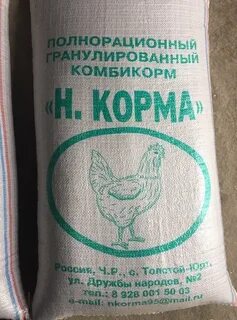 ПОЛНОРАЦИОННЫЙ
ГРАНУЛИРОВАННЫЙ
КОМБИКОРМ
«Н. КОРМА»
Россия, Ч.Р., с. Толстой-Юрт,
ул. Дружбы народов, №2
тел.: 8 928 001 50 03
e-mail: nkorma95@mail.ru